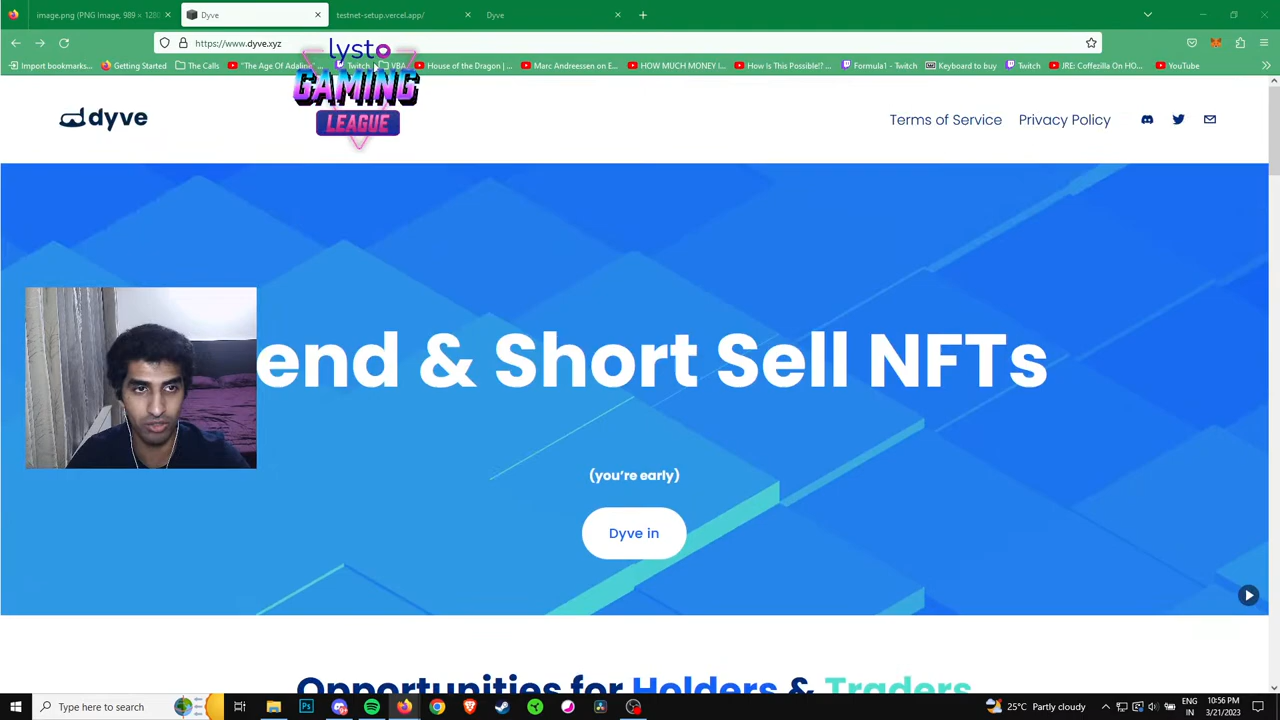 image.png (PNG Image, 989 × 128
Dyve
testnet-setup.vercel.app/
Dyve
https://www.dyve.xyz
Import bookmarks...
Getting Started
The Calls
"The Age Of Adaline"
Twitch
VBA
House of the Dragon |
Marc Andreessen on E...
HOW MUCH MONEY I...
How is This Possible!? ...
Formula1 - Twitch
Keyboard to buy
Twitch
JRE: Coffezilla On HO...
YouTube
lysto
GAMING
LEAGUE
dyve
Terms of Service
Privacy Policy
end & Short Sell NFTs
(you're early)
Dyve in
Opportunities for Holders & Traders
Type here to search
25°C Partly cloudy
ENG
IN
10:56 PM
3/21/2023